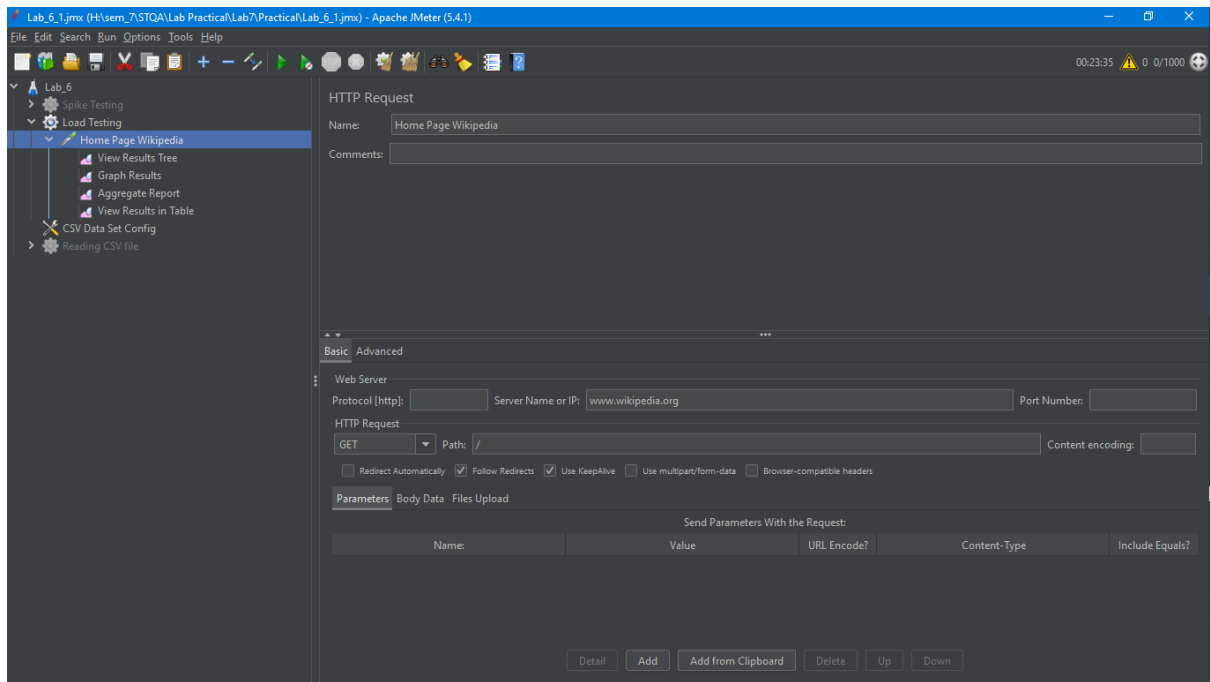 Lab_6_1.jmx (H:\sem_7\STQA\Lab Practical\Lab7\Practical\Lab_6_1.jmx) - Apache JMeter (5.4.1)
File Edit Search Run Options Tools Help
00:23:35 0 0/1000
Lab_6
Spike Testing
Load Testing
Home Page Wikipedia
View Results Tree
Graph Results
Aggregate Report
View Results in Table
CSV Data Set Config
Reading CSV file
HTTP Request
Name: Home Page Wikipedia
Comments:
Basic Advanced
Web Server
Protocol [http]: Server Name or IP: www.wikipedia.org Port Number:
HTTP Request
GET Path: / Content encoding:
Redirect Automatically Follow Redirects Use KeepAlive Use multipart/form-data Browser-compatible headers
Parameters Body Data Files Upload
Send Parameters With the Request:
Name: Value URL Encode? Content-Type Include Equals?
Detail Add Add from Clipboard Delete Up Down